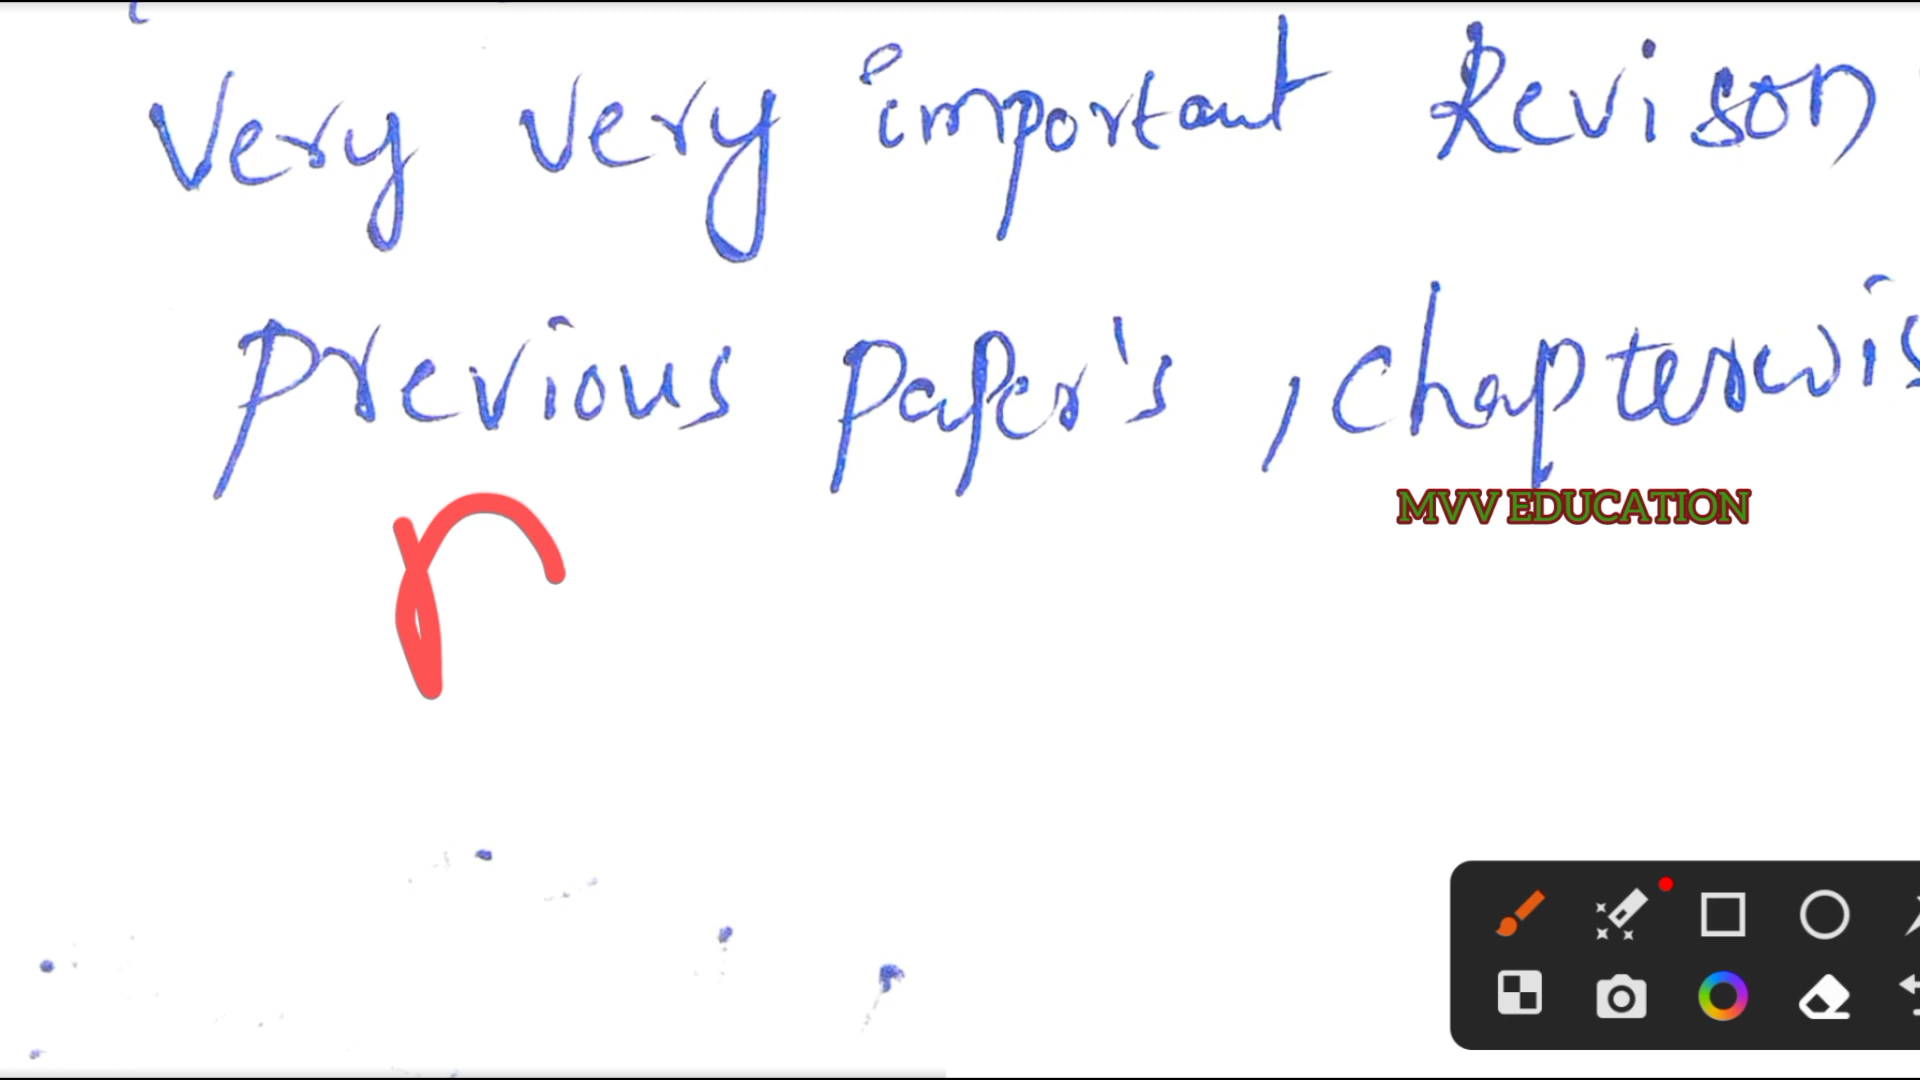 Very very important Revison
previous paper's , chapterwis
MVV EDUCATION
r